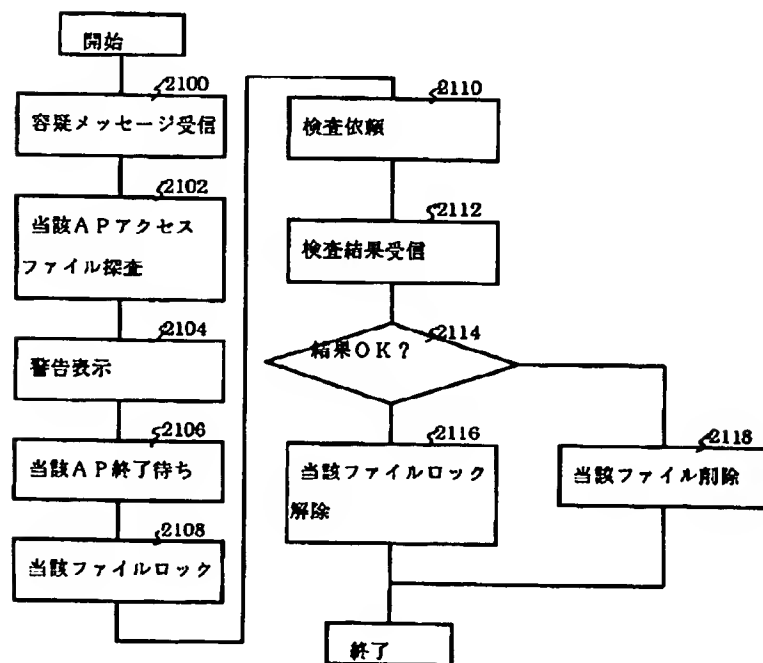 開始
2100
容疑メッセージ受信
2102
当該APアクセス
ファイル探査
2104
警告表示
2106
当該AP終了待ち
2108
当該ファイルロック
2110
検査依頼
2112
検査結果受信
2114
結果OK?
2116
当該ファイルロック
解除
2118
当該ファイル削除
終了